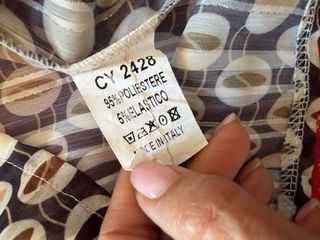 CY 2428
95% POLIESTERE
5% ELASTICO
MADE IN ITALY